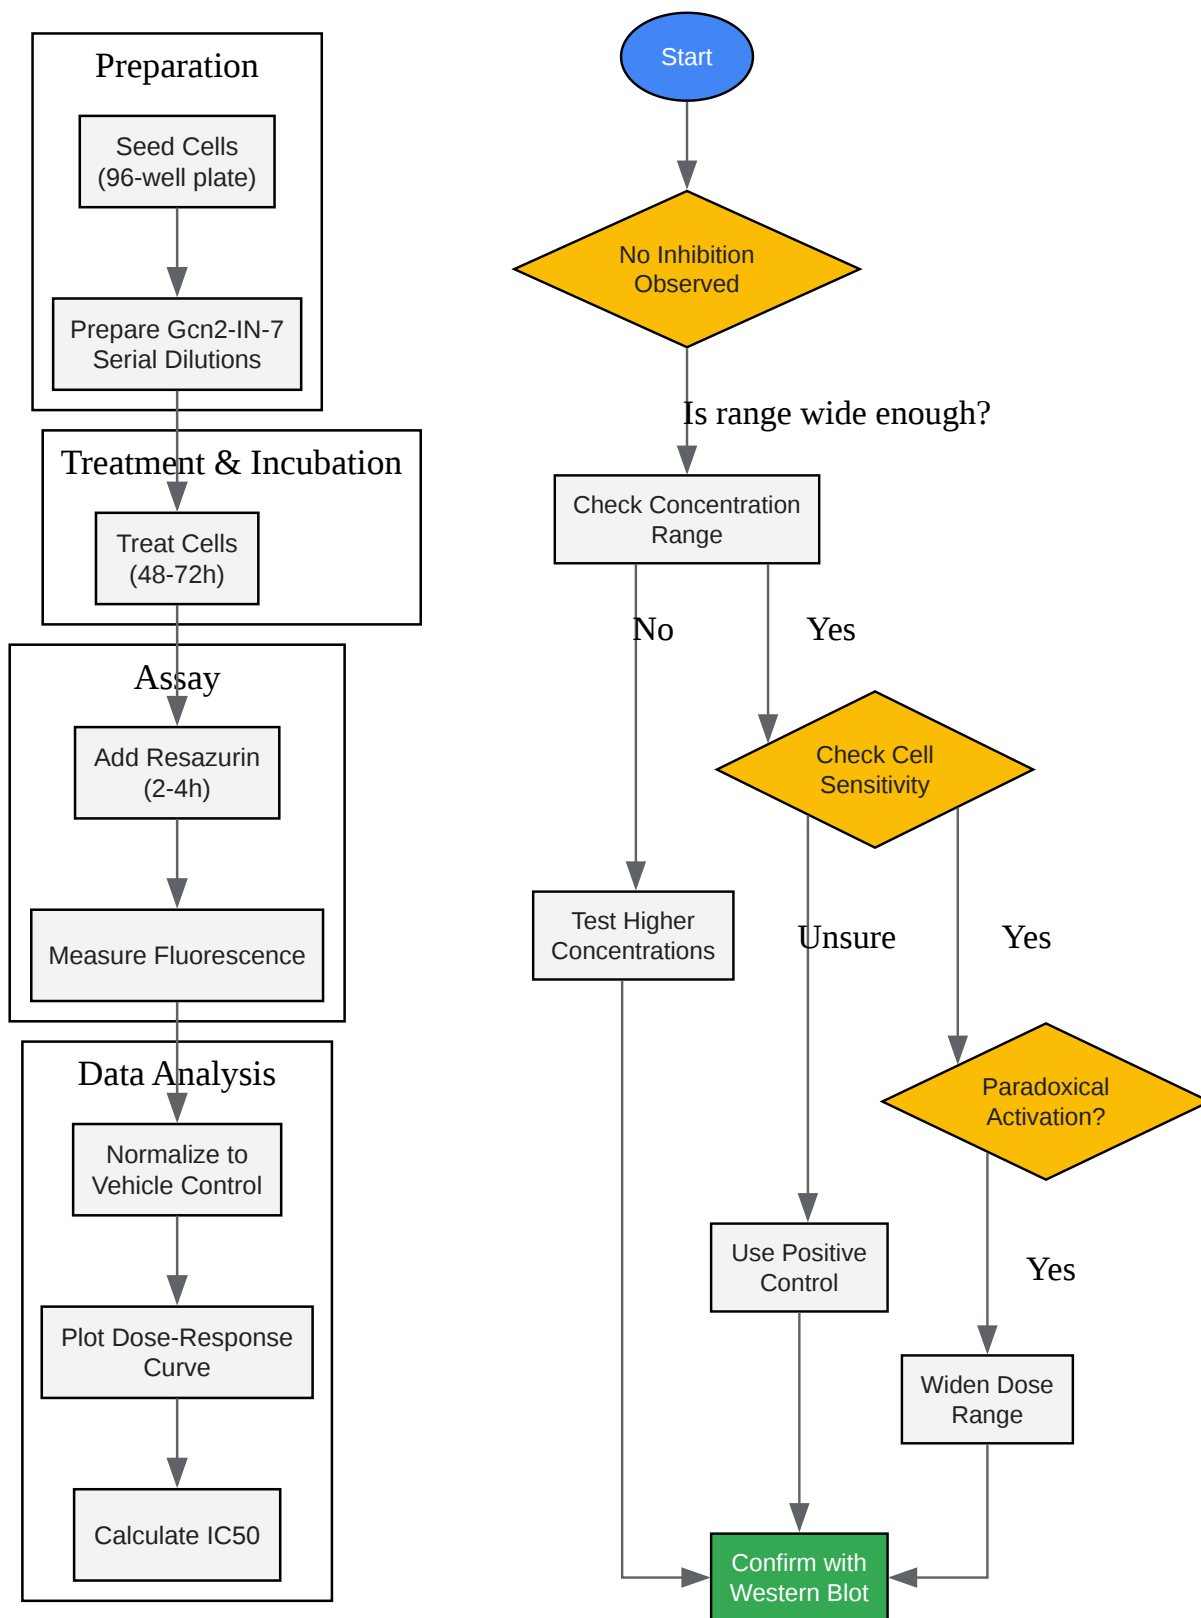 Preparation
Seed Cells
(96-well plate)
Prepare Gcn2-IN-7
Serial Dilutions
Treatment & Incubation
Treat Cells
(48-72h)
Assay
Add Resazurin
(2-4h)
Measure Fluorescence
Data Analysis
Normalize to
Vehicle Control
Plot Dose-Response
Curve
Calculate IC50
Start
No Inhibition
Observed
Is range wide enough?
Check Concentration
Range
No
Yes
Check Cell
Sensitivity
Test Higher
Concentrations
Unsure
Yes
Paradoxical
Activation?
Use Positive
Control
Yes
Widen Dose
Range
Confirm with
Western Blot